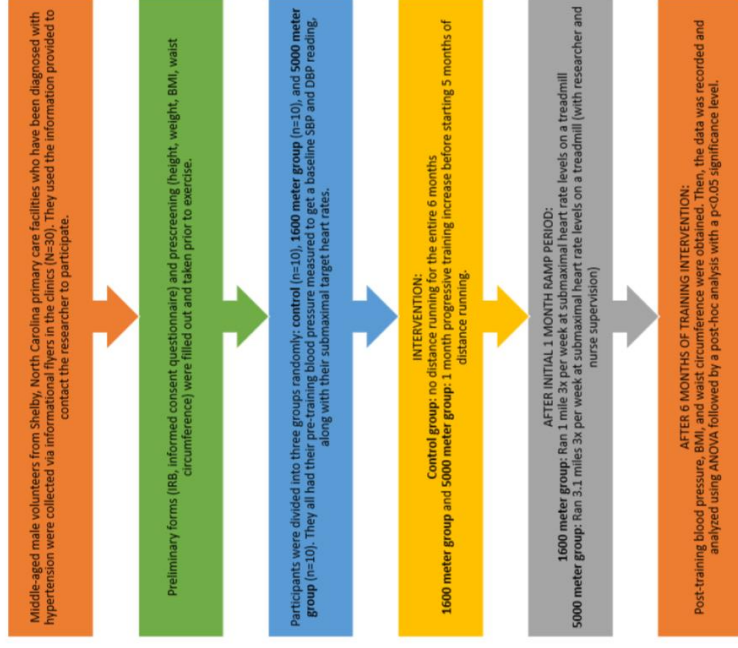 Middle-aged male volunteers from Shelby, North Carolina primary care facilities who have been diagnosed with
hypertension were collected via informational flyers in the clinics (N=30). They used the information provided to
contact the researcher to participate.
Preliminary forms (IRB, informed consent questionnaire) and prescreening (height, weight, BMI, waist
circumference) were filled out and taken prior to exercise.
Participants were divided into three groups randomly: control (n=10), 1600 meter group (n=10), and 5000 meter
group (n=10). They all had their pre-training blood pressure measured to get a baseline SBP and DBP reading,
along with their submaximal target heart rates.
INTERVENTION:
Control group: no distance running for the entire 6 months
1600 meter group and 5000 meter group: 1 month progressive training increase before starting 5 months of
distance running.
AFTER INITIAL 1 MONTH RAMP PERIOD:
1600 meter group: Ran 1 mile 3x per week at submaximal heart rate levels on a treadmill
5000 meter group: Ran 3.1 miles 3x per week at submaximal heart rate levels on a treadmill (with researcher and
nurse supervision)
AFTER 6 MONTHS OF TRAINING INTERVENTION:
Post-training blood pressure, BMI, and waist circumference were obtained. Then, the data was recorded and
analyzed using ANOVA followed by a post-hoc analysis with a p<0.05 significance level.